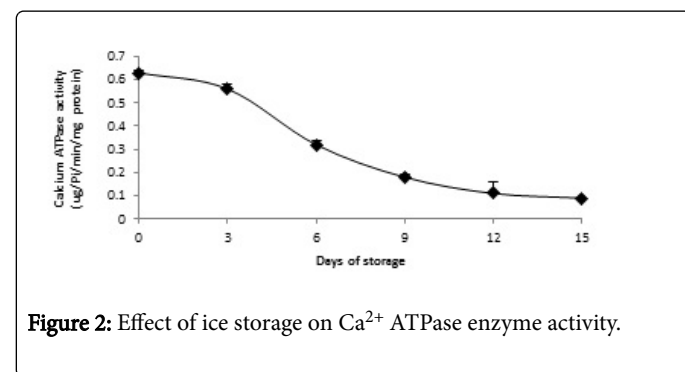 0.7
0.6
0.5
0.4
0.3
0.2
0.1
0
Calcium ATPase activity
(ug/Pi/min/mg protein)
0 3 6 9 12 15
Days of storage
Figure 2: Effect of ice storage on Ca²⁺ ATPase enzyme activity.